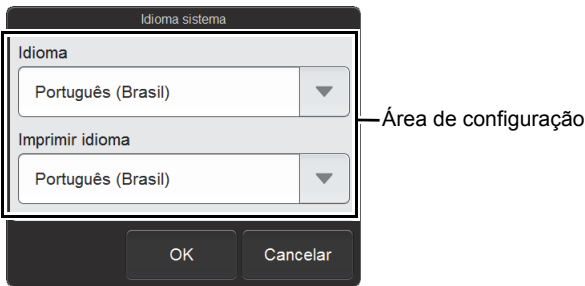 Idioma sistema
Idioma
Português (Brasil)
Área de configuração
Imprimir idioma
Português (Brasil)
OK
Cancelar